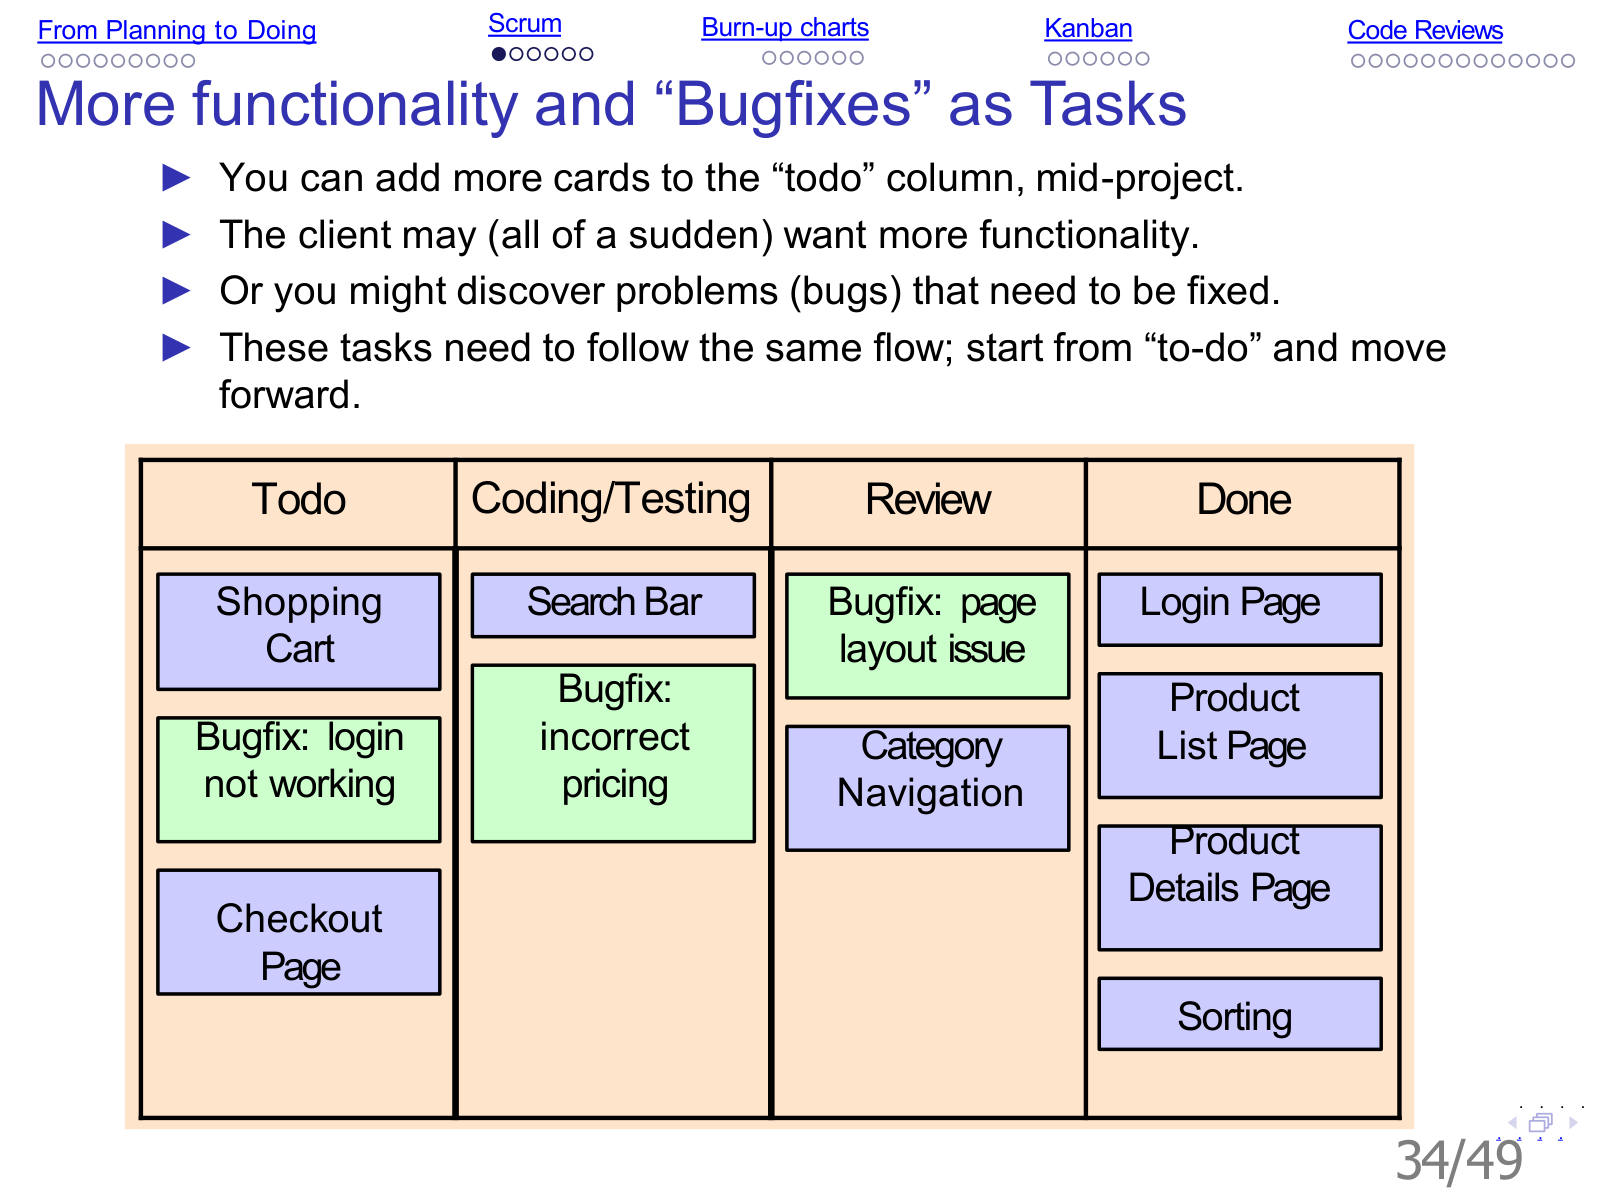 From Planning to Doing
Scrum
Burn-up charts
Kanban
Code Reviews
More functionality and “Bugfixes” as Tasks
You can add more cards to the “todo” column, mid-project.
The client may (all of a sudden) want more functionality.
Or you might discover problems (bugs) that need to be fixed.
These tasks need to follow the same flow; start from “to-do” and move
forward.
Todo
Coding/Testing
Review
Done
Shopping
Cart
Bugfix: login
not working
Checkout
Page
Search Bar
Bugfix:
incorrect
pricing
Bugfix: page
layout issue
Category
Navigation
Login Page
Product
List Page
Product
Details Page
Sorting
34/49